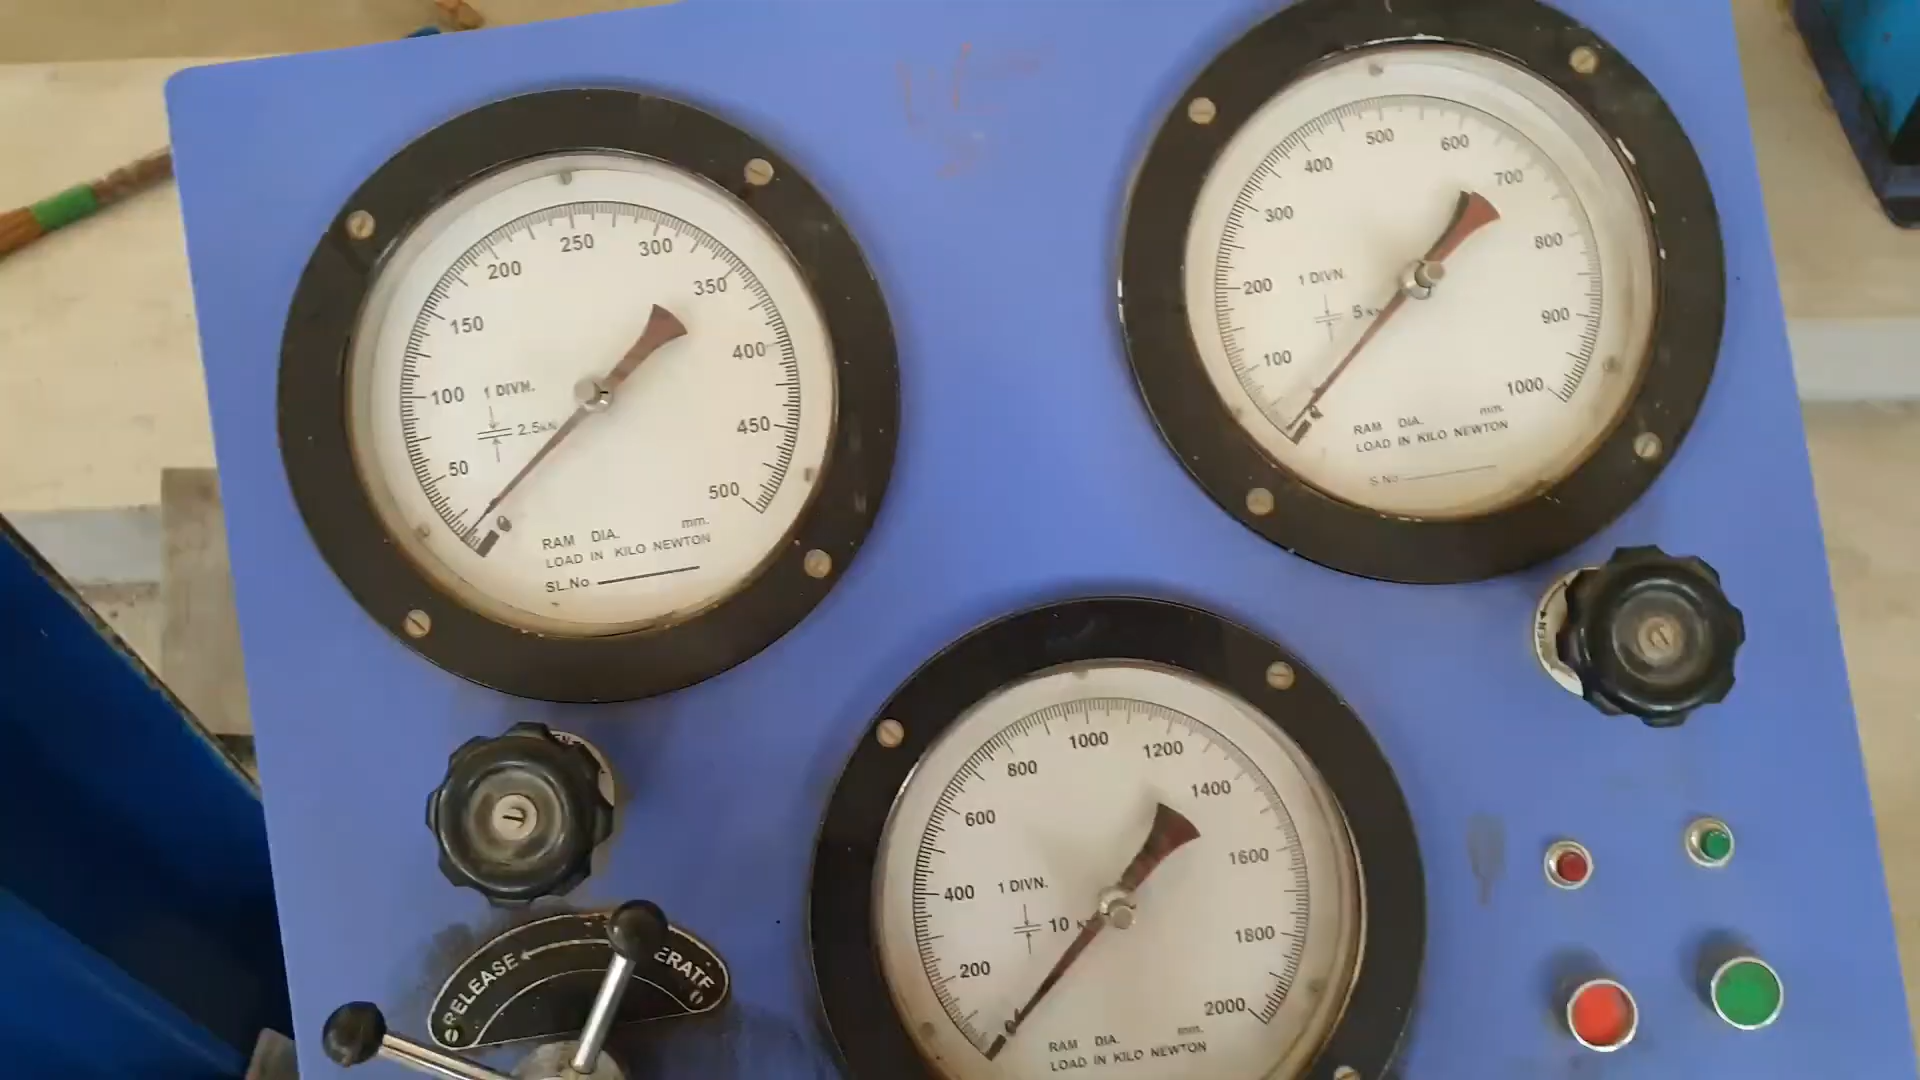 50
100
150
200
250
300
350
400
450
500
0
1 DIVN.
2.5KN
RAM DIA. mm.
LOAD IN KILO NEWTON
SL.No
100
200
300
400
500
600
700
800
900
1000
0
1 DIVN.
5 KN
RAM DIA. mm.
LOAD IN KILO NEWTON
S.No
200
400
600
800
1000
1200
1400
1600
1800
2000
0
1 DIVN.
10
RAM DIA. mm.
LOAD IN KILO NEWTON
RELEASE